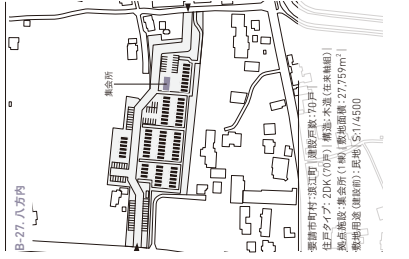 B-27. 八方内
集会所
要請市町村：浪江町｜建設戸数：70戸｜
住戸タイプ：2DK（70戸）｜構造：木造（在来軸組）｜
拠点施設：集会所（1棟）｜敷地面積：27,759m²｜
敷地用途（建設前）：民地｜S:1/4500